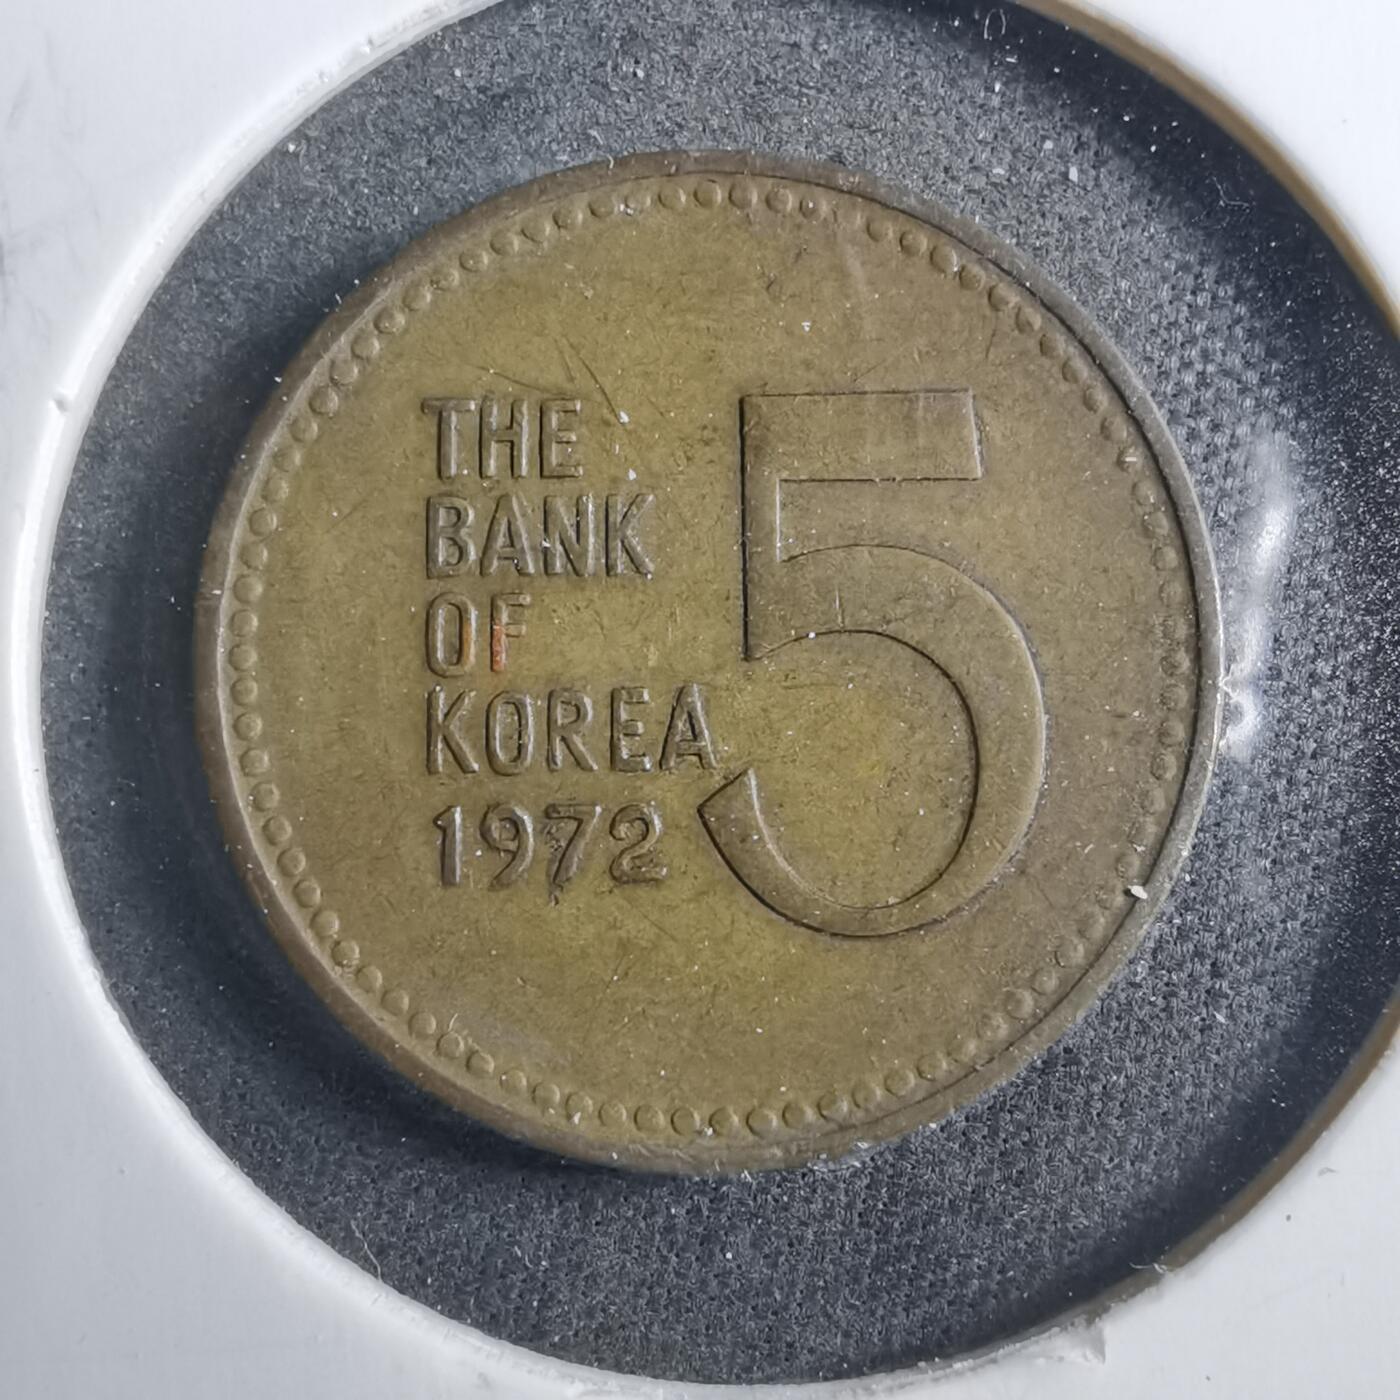 THE
BANK
OF
KOREA
1972
5